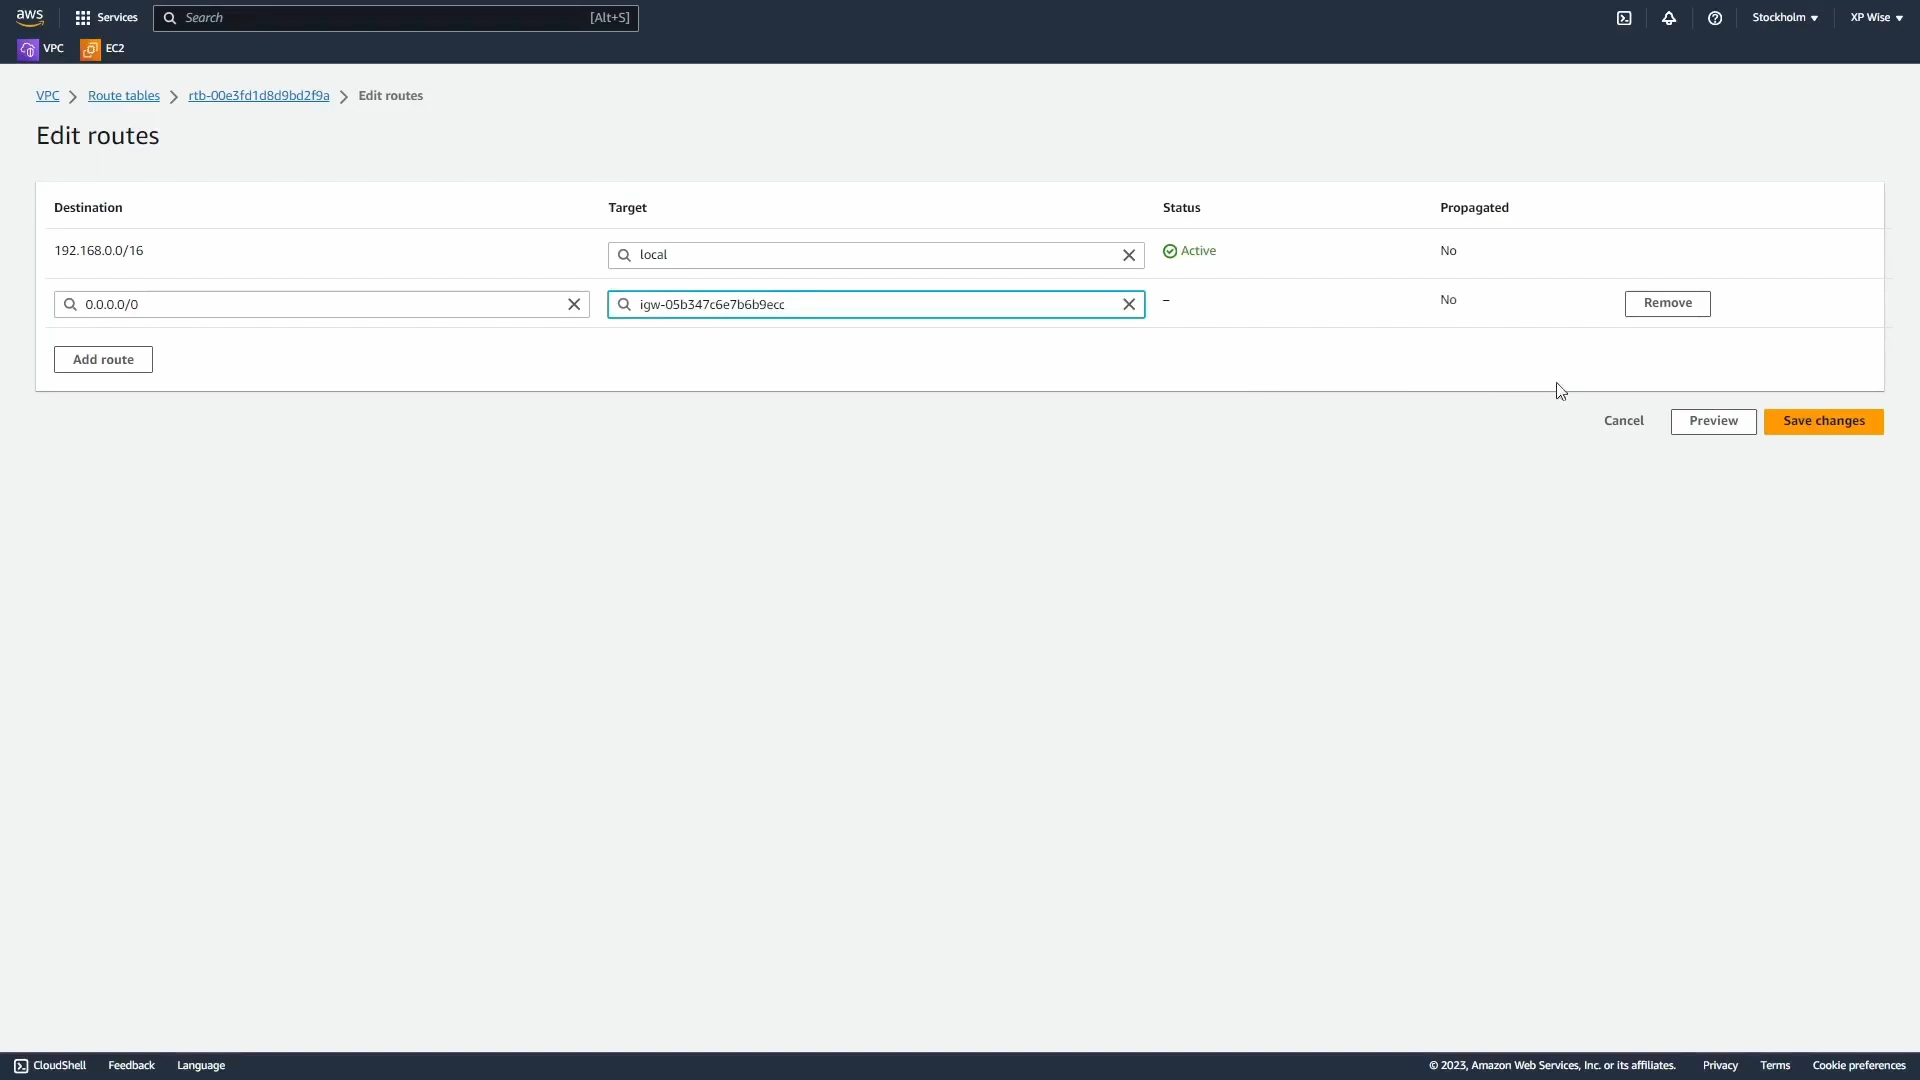 aws Services Search [Alt+S] Stockholm XP Wise
VPC EC2
VPC Route tables rtb-00e3fd1d8d9bd2f9a Edit routes
Edit routes
Destination Target Status Propagated
192.168.0.0/16 local Active No
0.0.0.0/0 igw-05b347c6e7b6b9ecc – No Remove
Add route
Cancel Preview Save changes
CloudShell Feedback Language © 2023, Amazon Web Services, Inc. or its affiliates. Privacy Terms Cookie preferences